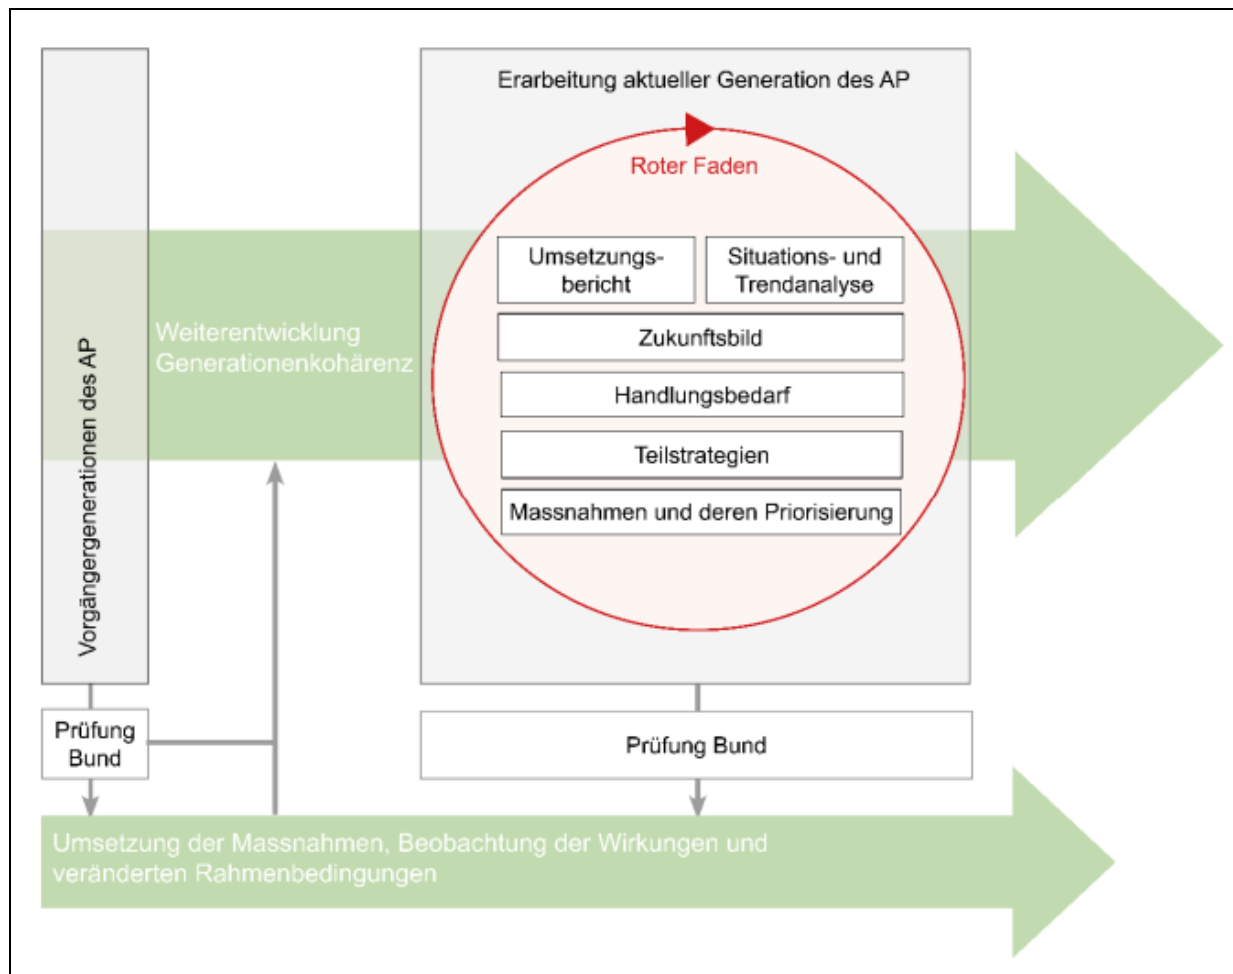 Erarbeitung aktueller Generation des AP
Roter Faden
Umsetzungs-
bericht
Situations- und
Trendanalyse
Zukunftsbild
Handlungsbedarf
Teilstrategien
Massnahmen und deren Priorisierung
Weiterentwicklung
Generationenkohärenz
Vorgängergenerationen des AP
Prüfung
Bund
Prüfung Bund
Umsetzung der Massnahmen, Beobachtung der Wirkungen und
veränderten Rahmenbedingungen